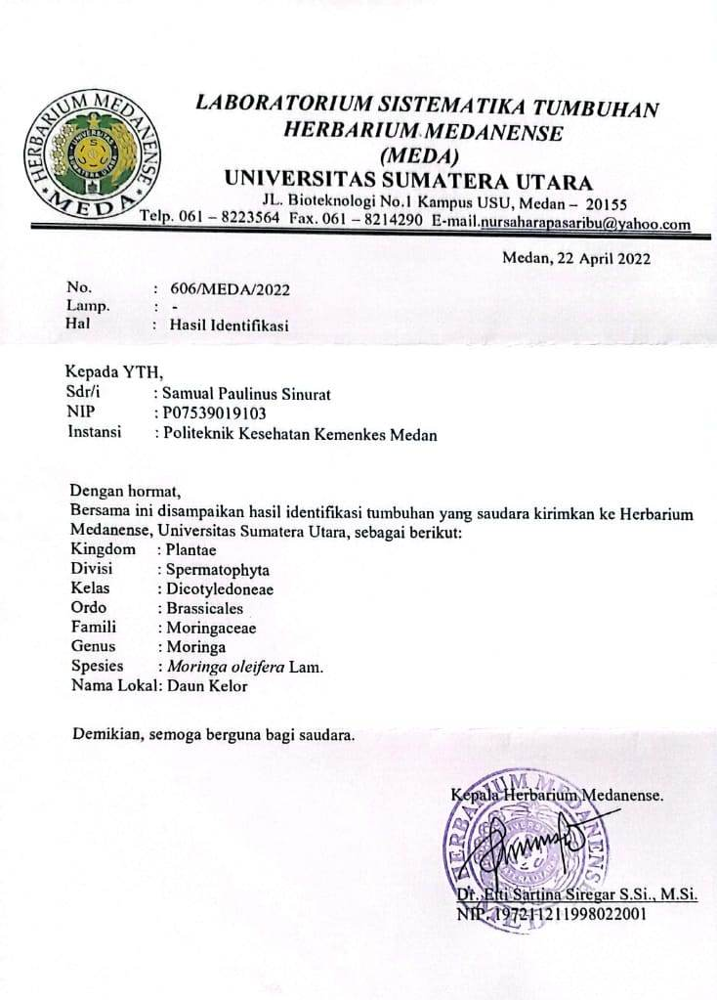 HERBARIUM MEDANENSE
MEDA
UNIVERSITAS
SUMATERA UTARA
LABORATORIUM SISTEMATIKA TUMBUHAN
HERBARIUM MEDANENSE
(MEDA)
UNIVERSITAS SUMATERA UTARA
JL. Bioteknologi No.1 Kampus USU, Medan – 20155
Telp. 061 – 8223564 Fax. 061 – 8214290 E-mail.nursaharapasaribu@yahoo.com
Medan, 22 April 2022
No. : 606/MEDA/2022
Lamp. : -
Hal : Hasil Identifikasi
Kepada YTH,
Sdr/i : Samual Paulinus Sinurat
NIP : P07539019103
Instansi : Politeknik Kesehatan Kemenkes Medan
Dengan hormat,
Bersama ini disampaikan hasil identifikasi tumbuhan yang saudara kirimkan ke Herbarium
Medanense, Universitas Sumatera Utara, sebagai berikut:
Kingdom : Plantae
Divisi : Spermatophyta
Kelas : Dicotyledoneae
Ordo : Brassicales
Famili : Moringaceae
Genus : Moringa
Spesies : Moringa oleifera Lam.
Nama Lokal: Daun Kelor
Demikian, semoga berguna bagi saudara.
Kepala Herbarium Medanense.
HERBARIUM MEDANENSE
MEDA
Dr. Etti Sartina Siregar S.Si., M.Si.
NIP. 197211211998022001